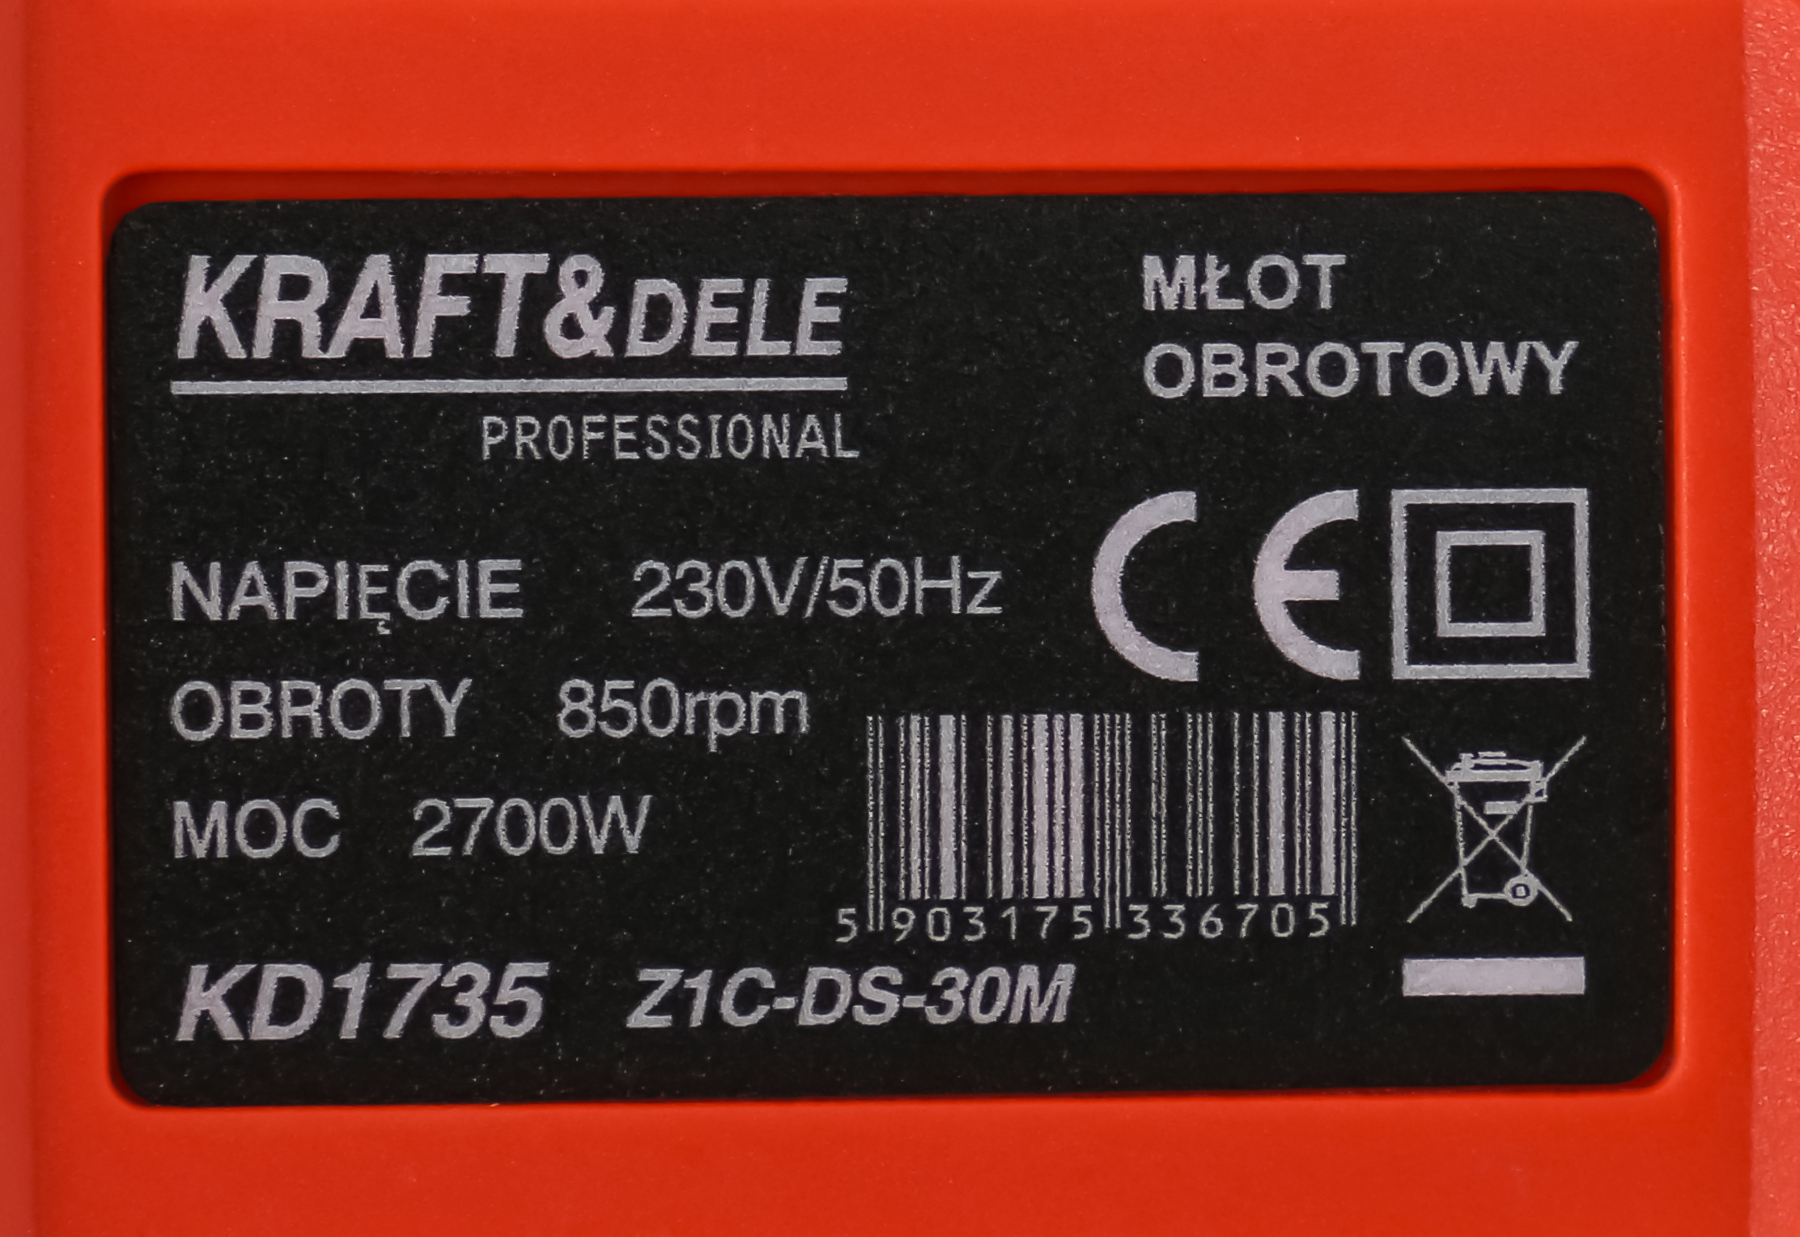 KRAFT&DELE
PROFESSIONAL
MŁOT
OBROTOWY
NAPIĘCIE 230V/50Hz
CE
OBROTY 850rpm
MOC 2700W
5 903175 336705
KD1735 Z1C-DS-30M